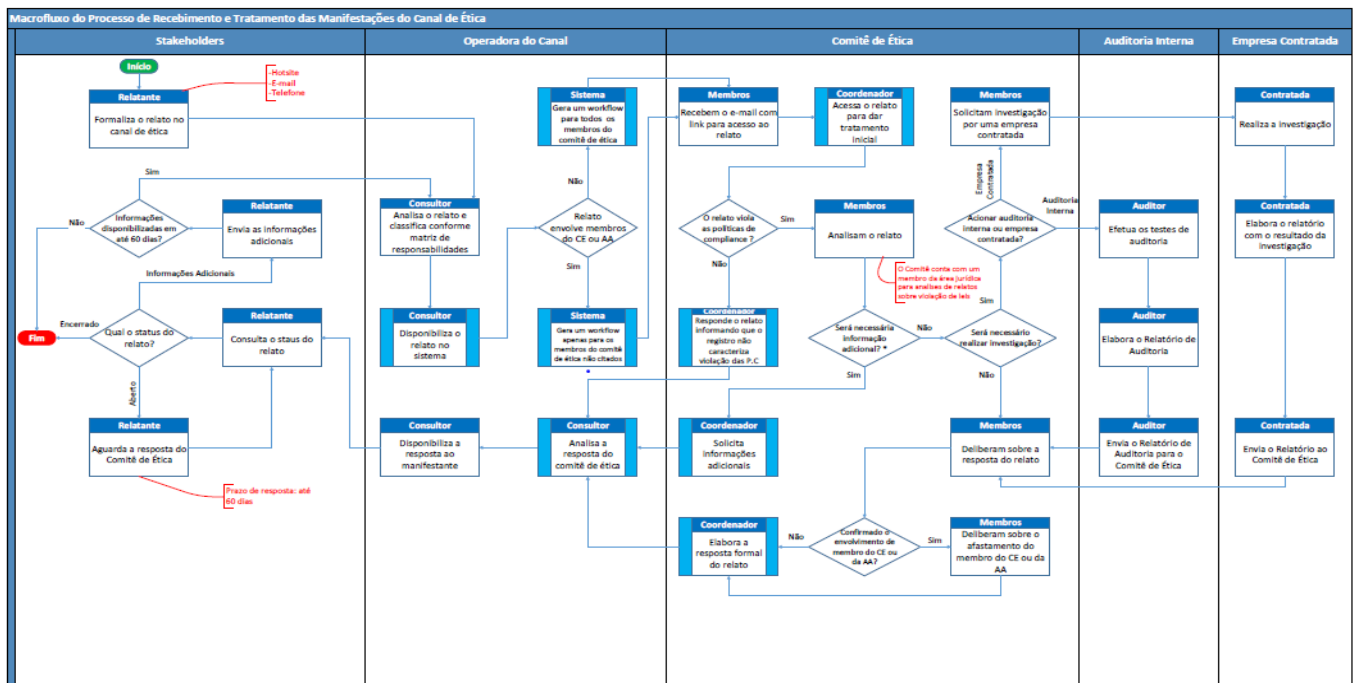 Macrofluxo do Processo de Recebimento e Tratamento das Manifestações do Canal de Ética
Stakeholders
Operadora do Canal
Comitê de Ética
Auditoria Interna
Empresa Contratada
Início
-Hotsite
-E-mail
-Telefone
Relatante
Formaliza o relato no
canal de ética
Sim
Não
Informações
disponibilizadas em
até 60 dias?
Relatante
Envia as informações
adicionais
Informações Adicionais
Encerrado
Fim
Qual o status do
relato?
Relatante
Consulta o staus do
relato
Aberto
Relatante
Aguarda a resposta do
Comitê de Ética
Prazo de resposta: até
60 dias
Sistema
Gera um workflow
para todos os
membros do
comitê de ética
Não
Consultor
Analisa o relato e
classifica conforme
matriz de
responsabilidades
Relato
envolve membros
do CE ou AA
Sim
Consultor
Disponibiliza o
relato no sistema
Sistema
Gera um workflow
apenas para os
membros do comitê
de ética não citados
Consultor
Disponibiliza a
resposta ao
manifestante
Consultor
Analisa a
resposta do
comitê de ética
Membros
Recebem o e-mail com
link para acesso ao
relato
Coordenador
Acessa o relato
para dar
tratamento
inicial
Membros
Solicitam investigação
por uma empresa
contratada
Empresa
Contratada
Auditoria
Interna
O relato viola
as políticas de
compliance ?
Sim
Não
Membros
Analisam o relato
Acionar auditoria
interna ou empresa
contratada?
O Comitê conta com um
membro da área jurídica
para analises de relatos
sobre violação de leis
Sim
Coordenador
Responde o relato
informando que o
registro não
caracteriza
violação das P.C
Será necessária
informação
adicional? *
Não
Sim
Será necessário
realizar investigação?
Não
Coordenador
Solicita
informações
adicionais
Membros
Deliberam sobre a
resposta do relato
Coordenador
Elabora a
resposta formal
do relato
Não
Confirmado o
envolvimento de
membro do CE ou
da AA?
Sim
Membros
Deliberam sobre o
afastamento do
membro do CE ou da
AA
Auditor
Efetua os testes de
auditoria
Auditor
Elabora o Relatório de
Auditoria
Auditor
Envia o Relatório de
Auditoria para o
Comitê de Ética
Contratada
Realiza a investigação
Contratada
Elabora o relatório
com o resultado da
investigação
Contratada
Envia o Relatório ao
Comitê de Ética